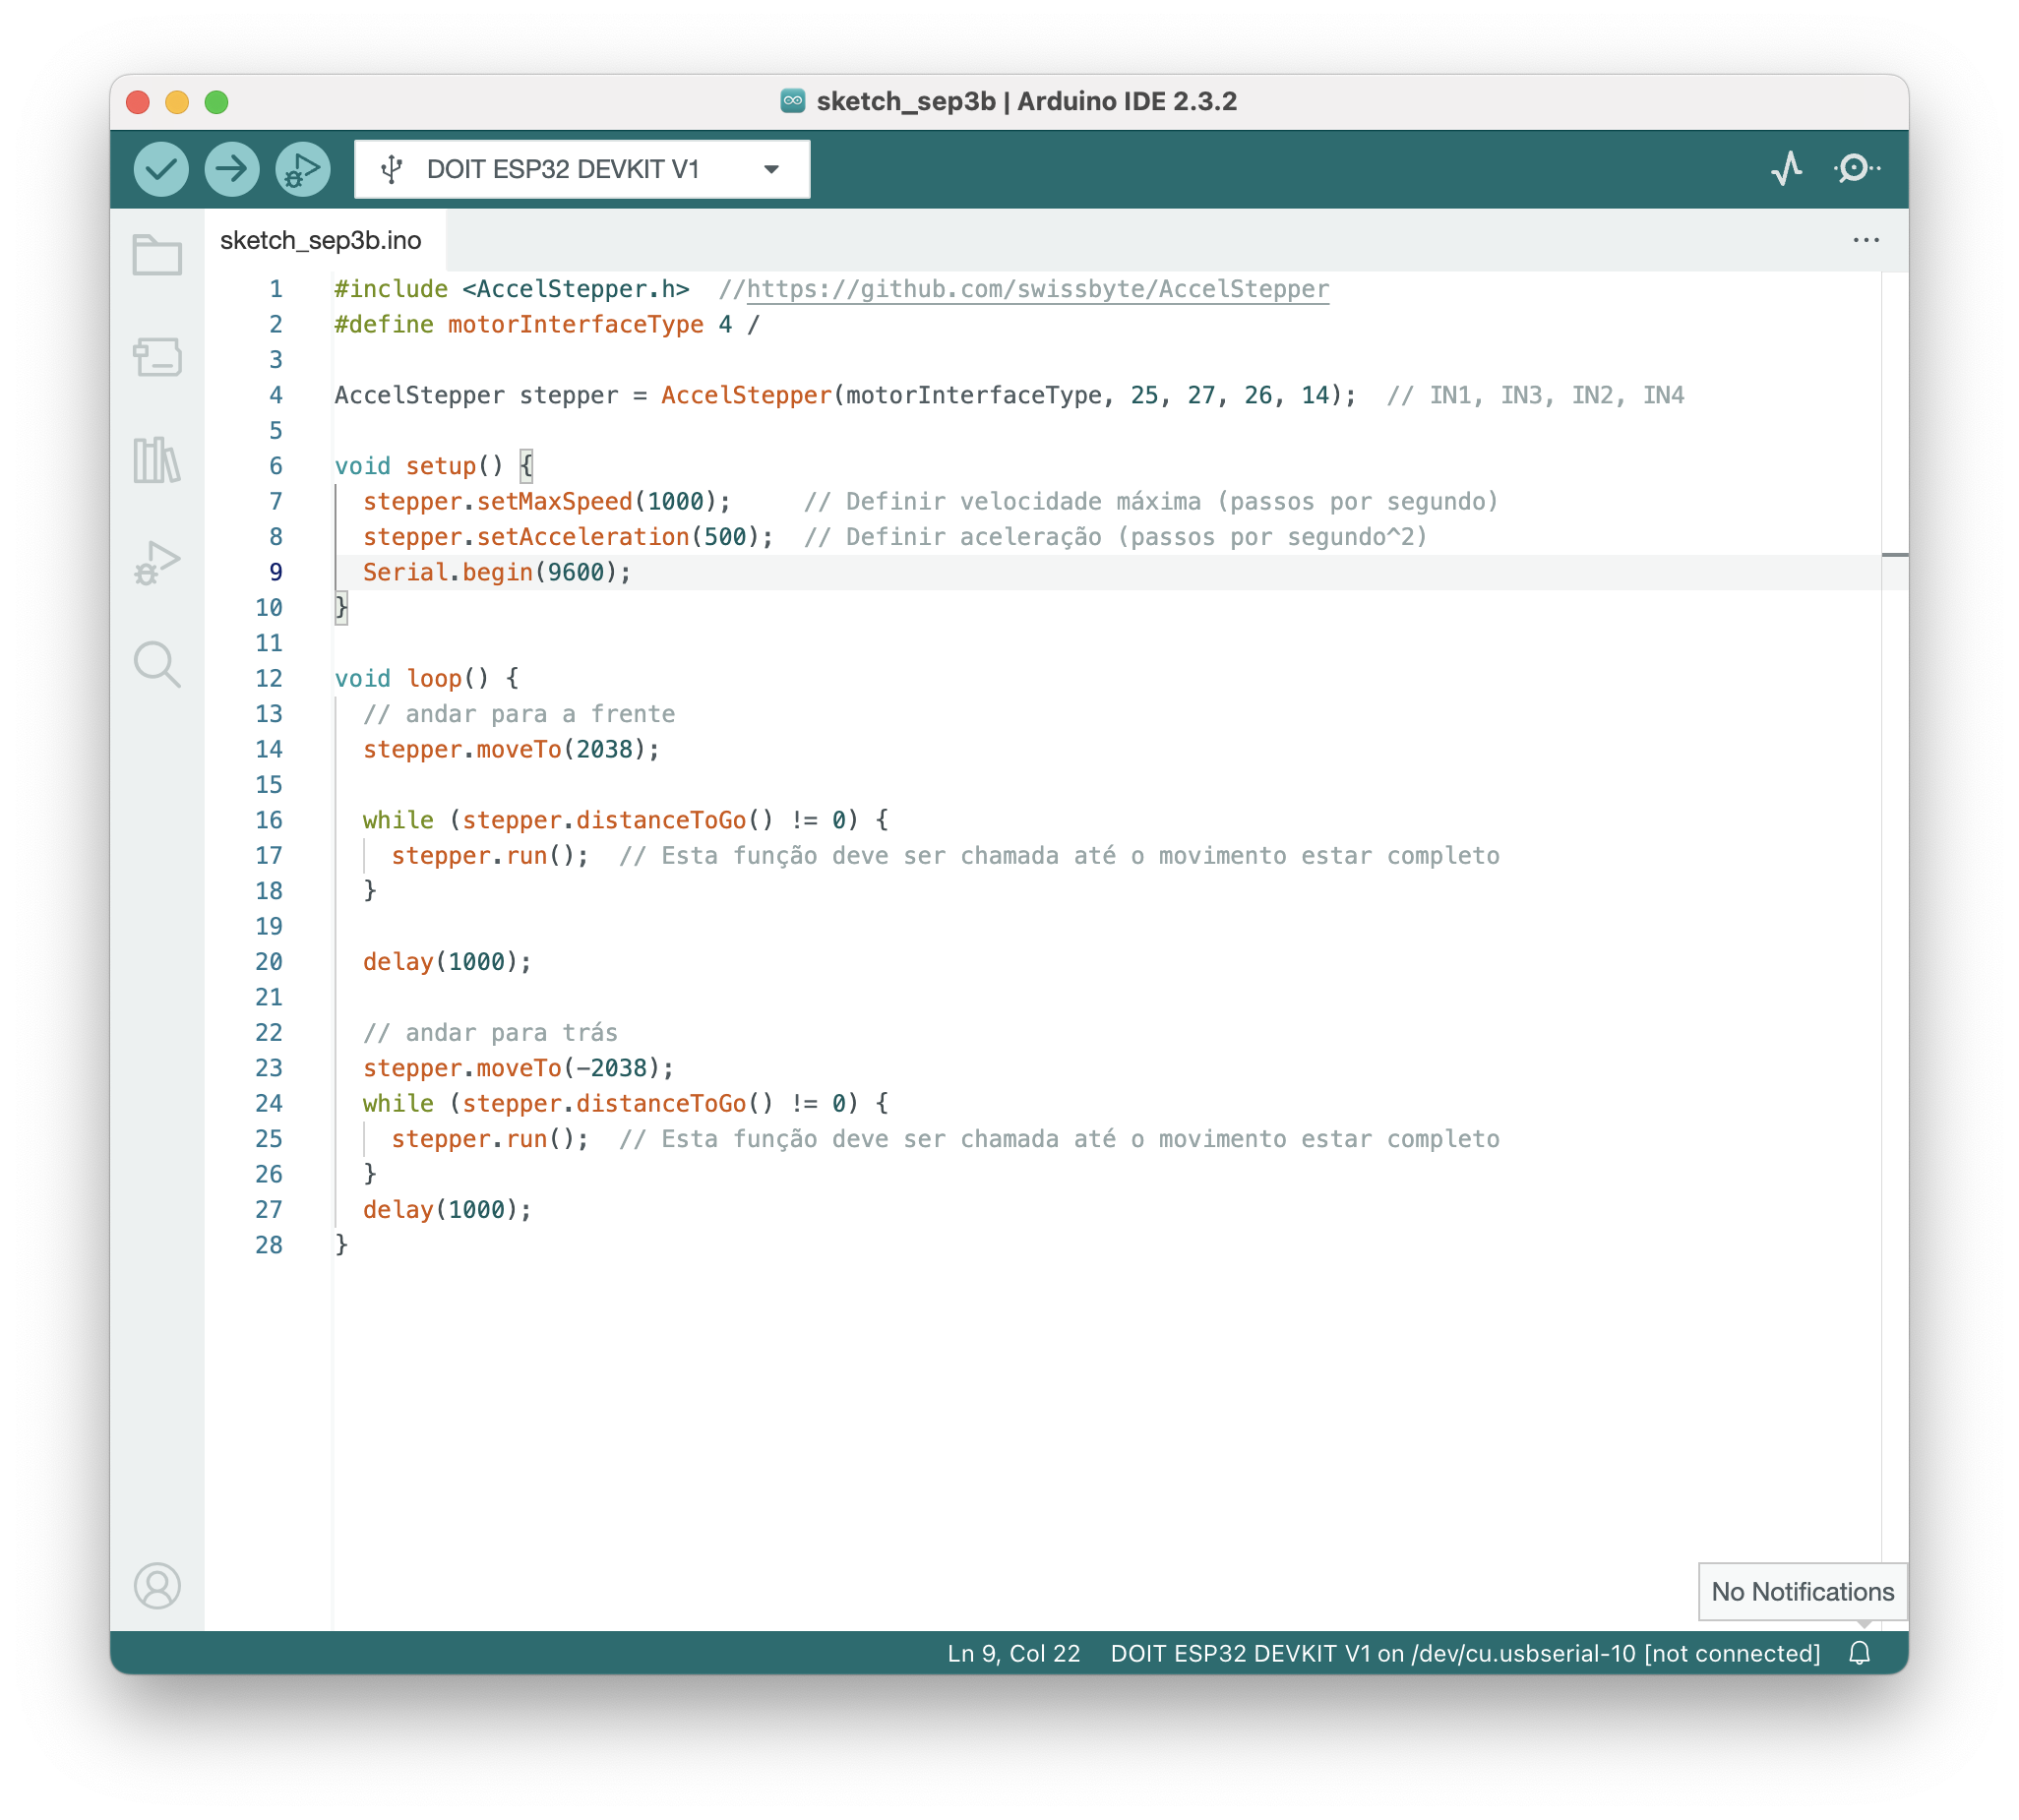 sketch_sep3b | Arduino IDE 2.3.2
DOIT ESP32 DEVKIT V1
sketch_sep3b.ino
1 #include <AccelStepper.h>  //https://github.com/swissbyte/AccelStepper
2 #define motorInterfaceType 4 /
3
4 AccelStepper stepper = AccelStepper(motorInterfaceType, 25, 27, 26, 14);  // IN1, IN3, IN2, IN4
5
6 void setup() {
7   stepper.setMaxSpeed(1000);     // Definir velocidade máxima (passos por segundo)
8   stepper.setAcceleration(500);  // Definir aceleração (passos por segundo^2)
9   Serial.begin(9600);
10 }
11
12 void loop() {
13   // andar para a frente
14   stepper.moveTo(2038);
15
16   while (stepper.distanceToGo() != 0) {
17     stepper.run();  // Esta função deve ser chamada até o movimento estar completo
18   }
19
20   delay(1000);
21
22   // andar para trás
23   stepper.moveTo(-2038);
24   while (stepper.distanceToGo() != 0) {
25     stepper.run();  // Esta função deve ser chamada até o movimento estar completo
26   }
27   delay(1000);
28 }
No Notifications
Ln 9, Col 22 DOIT ESP32 DEVKIT V1 on /dev/cu.usbserial-10 [not connected]